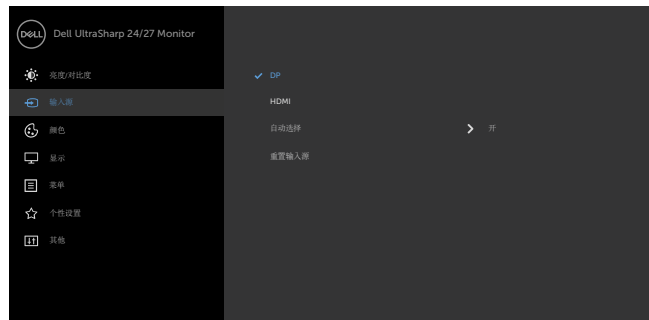 DELL Dell UltraSharp 24/27 Monitor
亮度/对比度
DP
输入源
HDMI
颜色
自动选择 开
显示
重置输入源
菜单
个性设置
其他